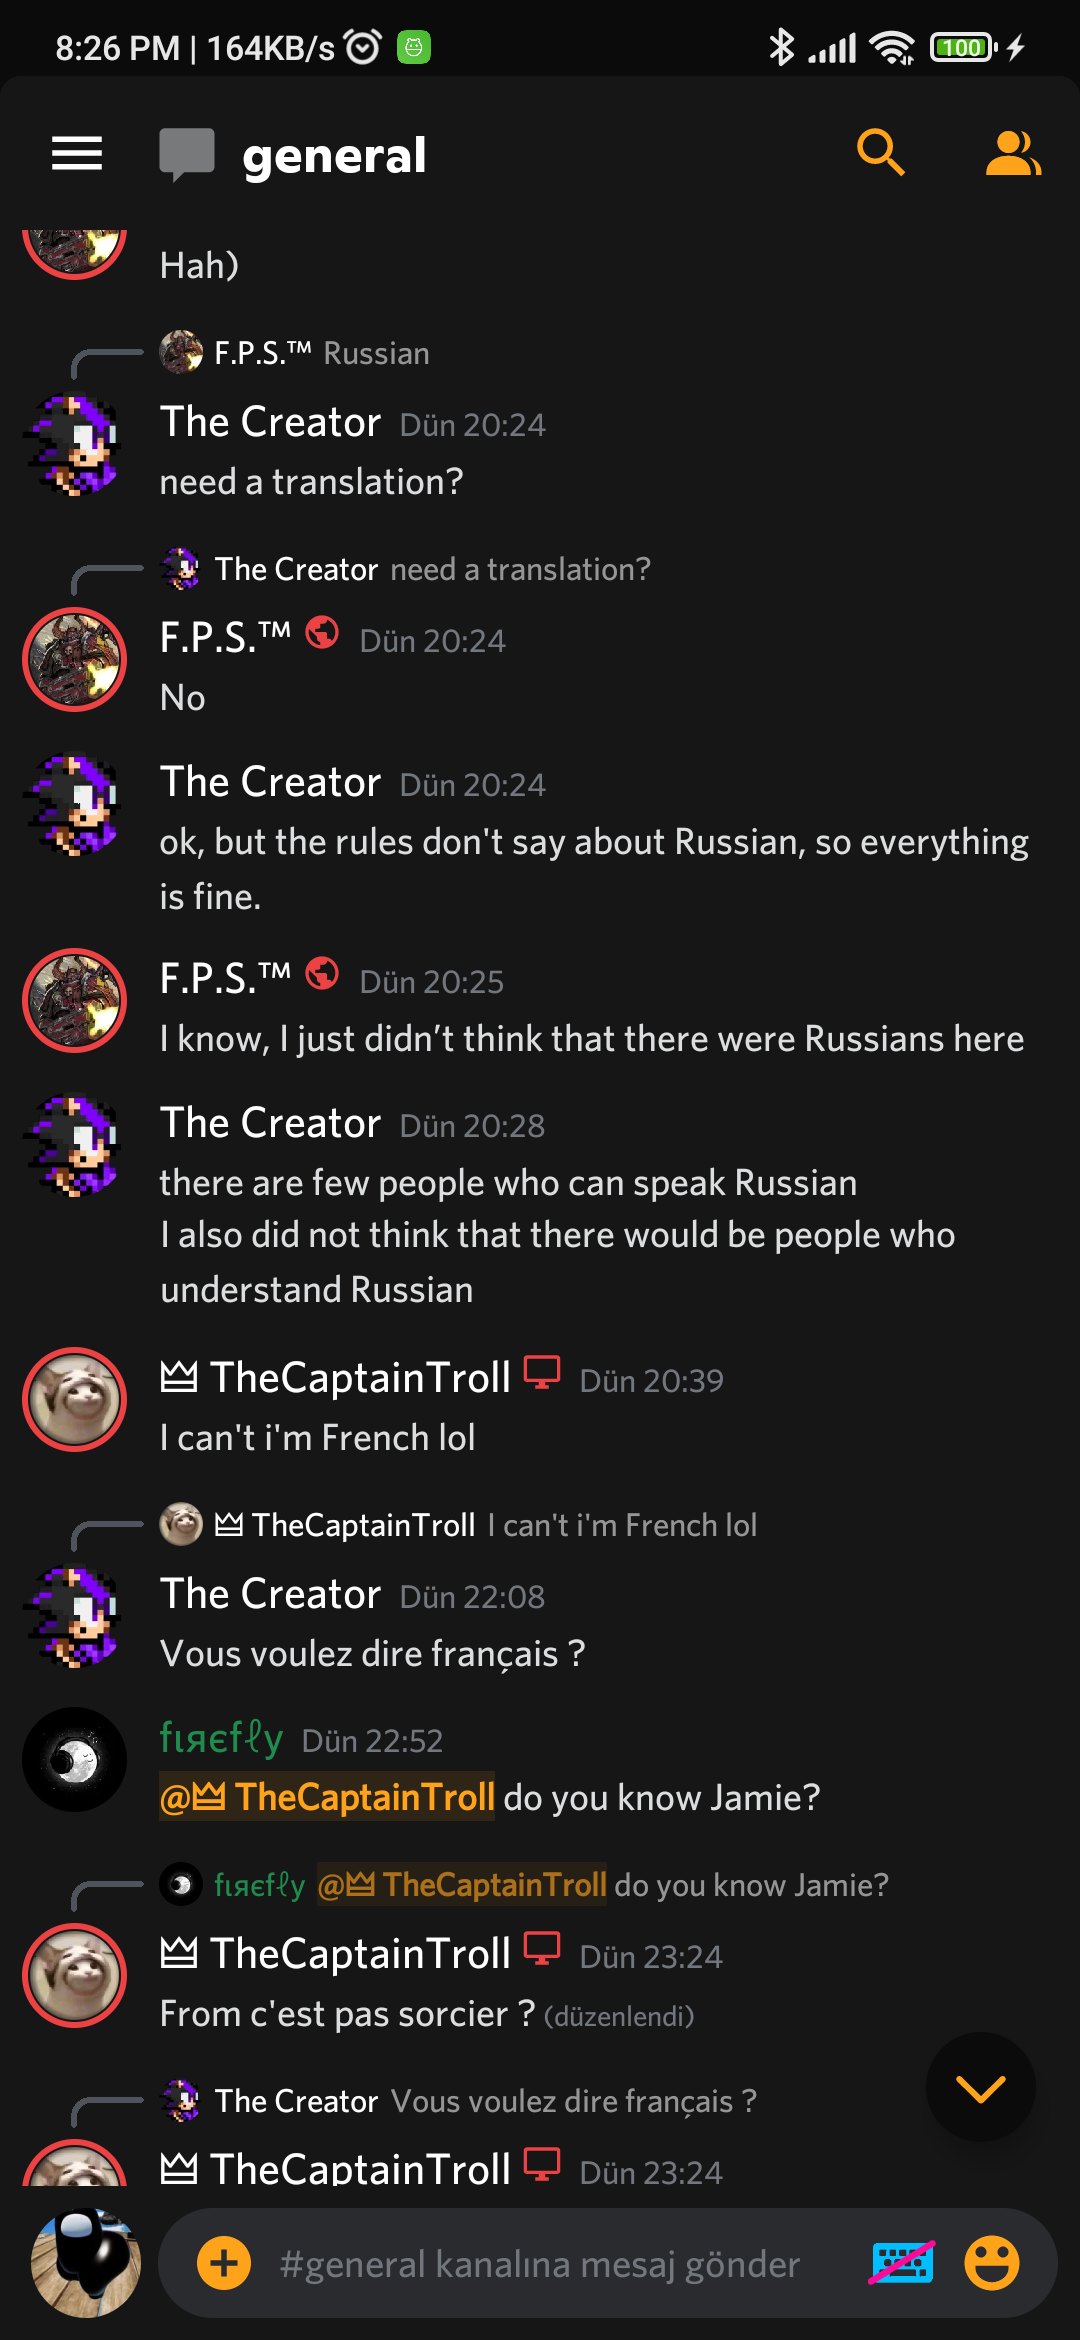 8:26 PM | 164KB/s
100
general
Hah)
F.P.S.™ Russian
The Creator Dün 20:24
need a translation?
The Creator need a translation?
F.P.S.™ Dün 20:24
No
The Creator Dün 20:24
ok, but the rules don't say about Russian, so everything
is fine.
F.P.S.™ Dün 20:25
I know, I just didn’t think that there were Russians here
The Creator Dün 20:28
there are few people who can speak Russian
I also did not think that there would be people who
understand Russian
TheCaptainTroll Dün 20:39
I can't i'm French lol
TheCaptainTroll I can't i'm French lol
The Creator Dün 22:08
Vous voulez dire français ?
fιяєfℓy Dün 22:52
@TheCaptainTroll do you know Jamie?
fιяєfℓy @TheCaptainTroll do you know Jamie?
TheCaptainTroll Dün 23:24
From c'est pas sorcier ? (düzenlendi)
The Creator Vous voulez dire français ?
TheCaptainTroll Dün 23:24
#general kanalına mesaj gönder